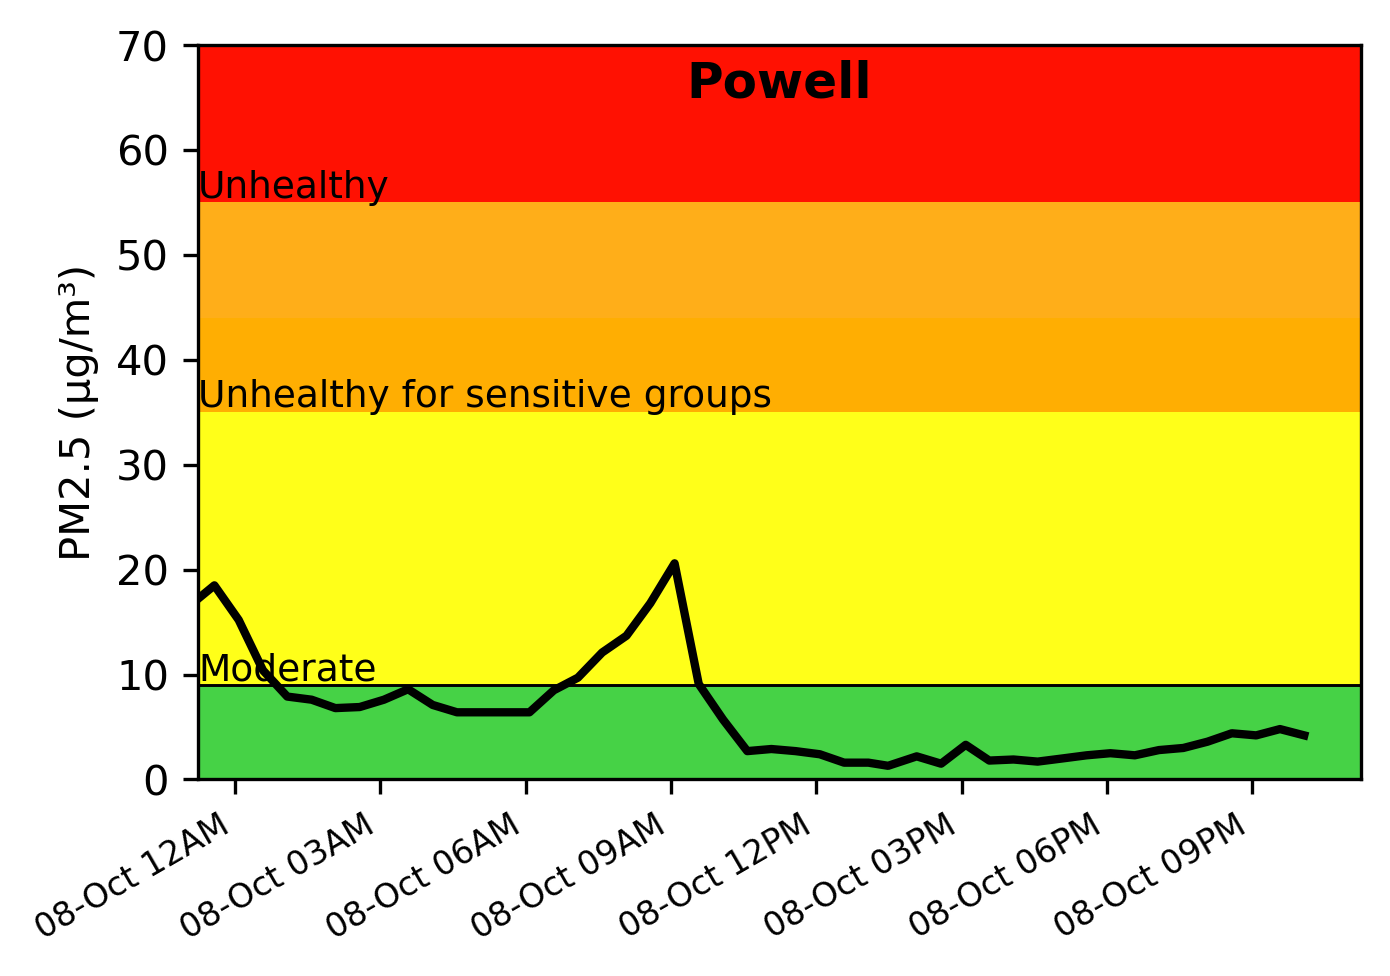 Powell
70
60
Unhealthy
50
40
Unhealthy for sensitive groups
30
20
Moderate
10
0
PM2.5 (µg/m³)
08-Oct 12AM
08-Oct 03AM
08-Oct 06AM
08-Oct 09AM
08-Oct 12PM
08-Oct 03PM
08-Oct 06PM
08-Oct 09PM